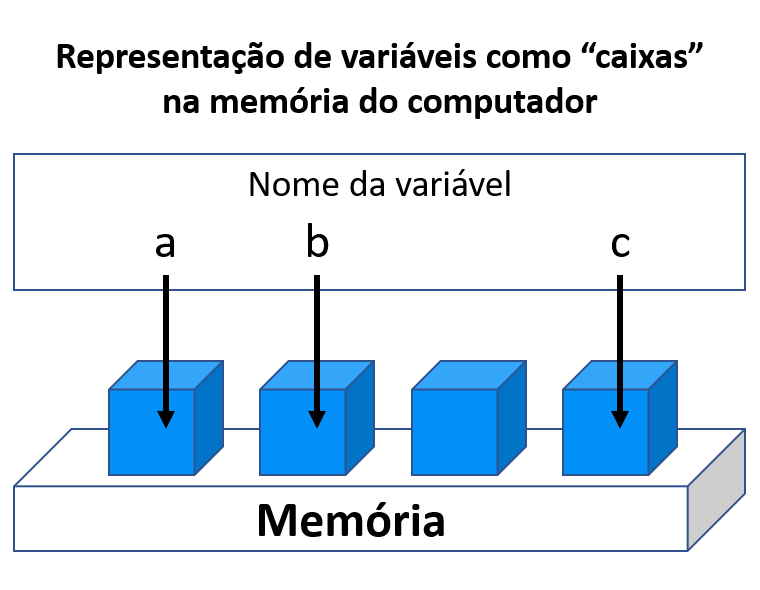 Representação de variáveis como “caixas”
na memória do computador
Nome da variável
a b c
Memória